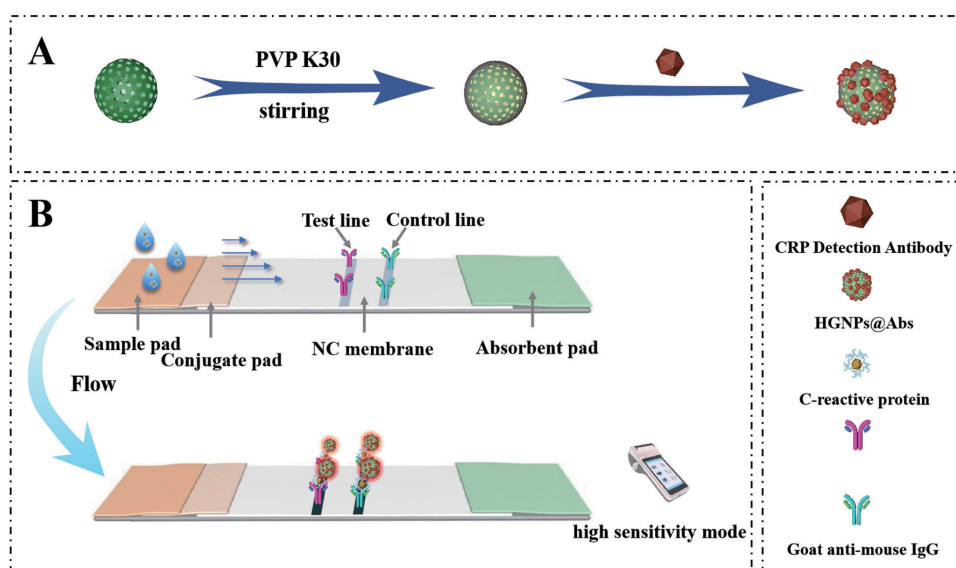 A
PVP K30
stirring
B
Test line
Control line
Sample pad
Conjugate pad
NC membrane
Absorbent pad
Flow
high sensitivity mode
CRP Detection Antibody
HGNPs@Abs
C-reactive protein
Goat anti-mouse IgG